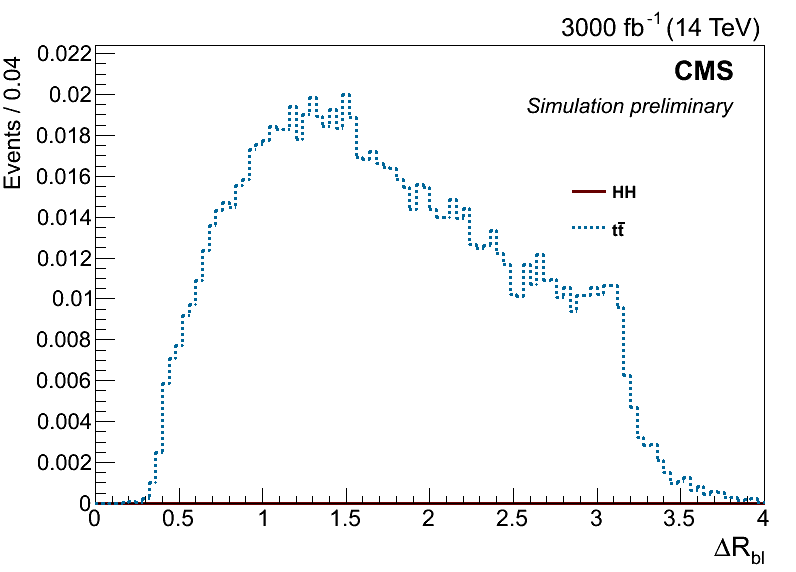 3000 fb-1 (14 TeV)
CMS
Simulation preliminary
Events / 0.04
0.022
0.02
0.018
0.016
0.014
0.012
0.01
0.008
0.006
0.004
0.002
0
HH
tt̄
0 0.5 1 1.5 2 2.5 3 3.5 4
ΔRbl